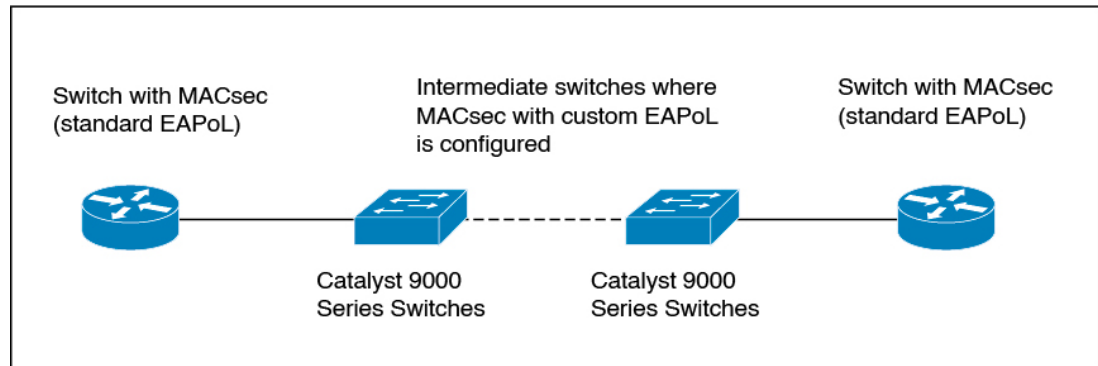 Switch with MACsec
(standard EAPoL)
Intermediate switches where
MACsec with custom EAPoL
is configured
Switch with MACsec
(standard EAPoL)
Catalyst 9000
Series Switches
Catalyst 9000
Series Switches